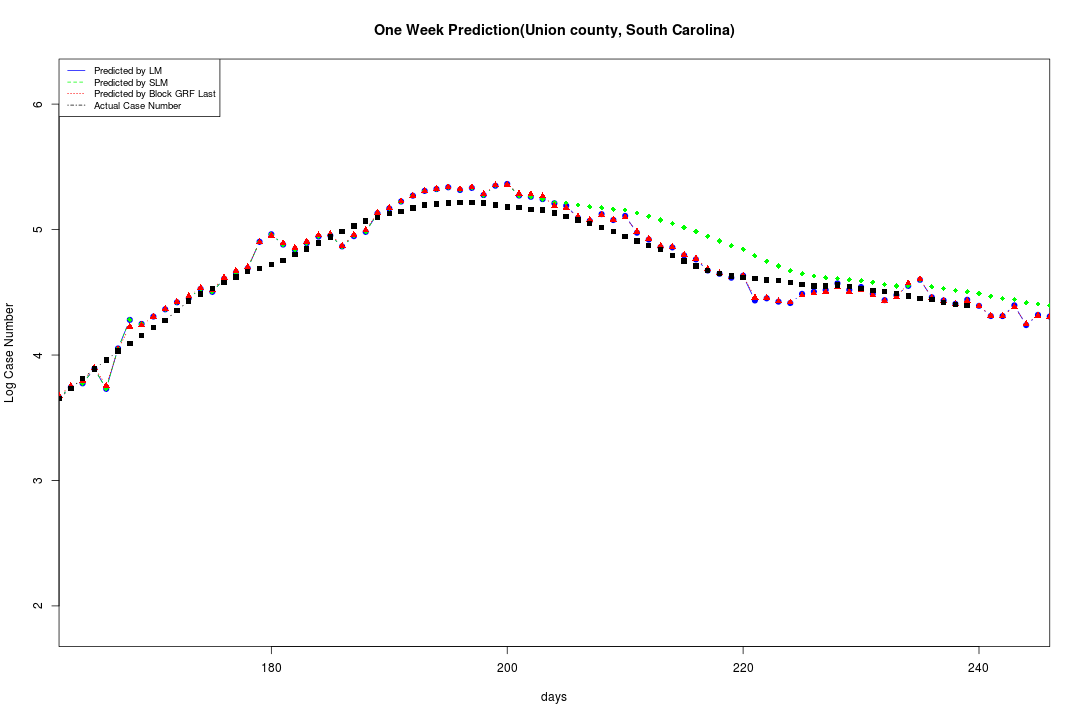 One Week Prediction(Union county, South Carolina)
Predicted by LM
Predicted by SLM
Predicted by Block GRF Last
Actual Case Number
6
5
4
3
2
Log Case Number
180 200 220 240
days